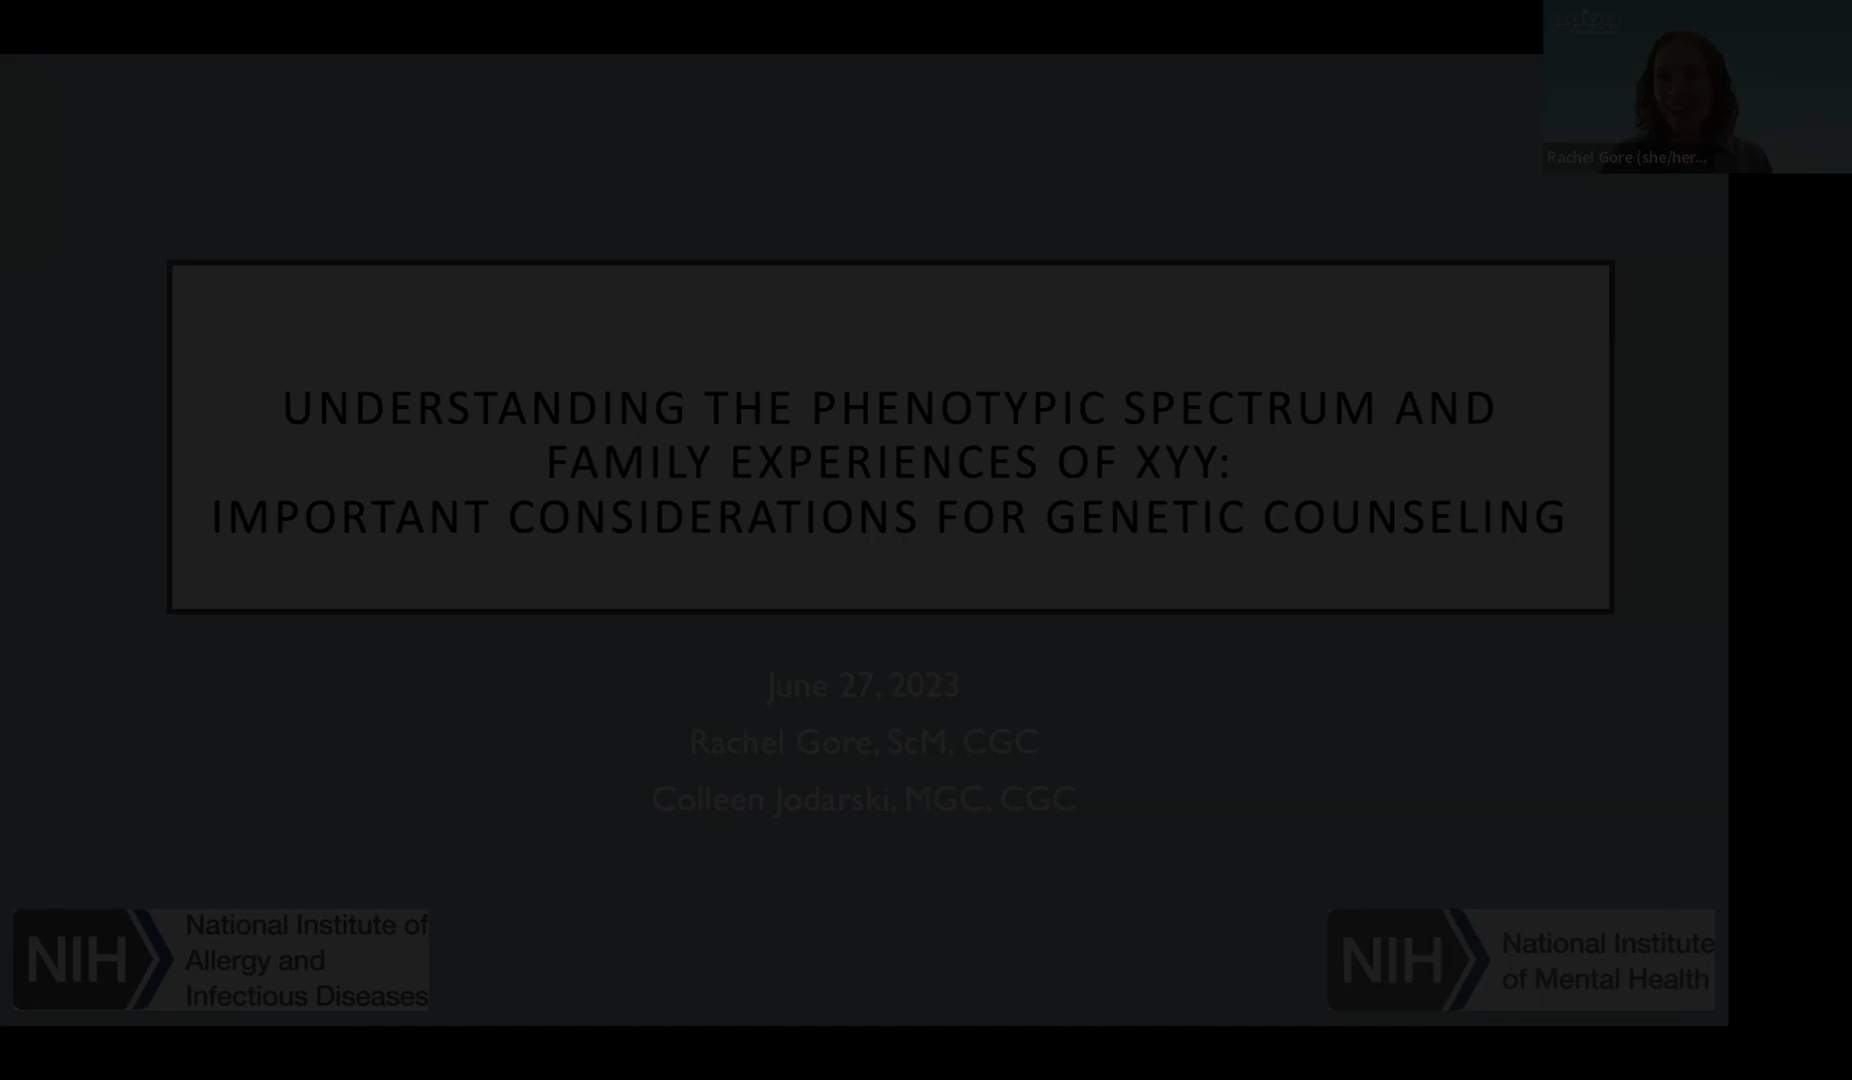 Rachel Gore (she/her...
UNDERSTANDING THE PHENOTYPIC SPECTRUM AND
FAMILY EXPERIENCES OF XYY:
IMPORTANT CONSIDERATIONS FOR GENETIC COUNSELING
June 27, 2023
Rachel Gore, ScM, CGC
Colleen Jodarski, MGC, CGC
NIH
National Institute of
Allergy and
Infectious Diseases
NIH
National Institute
of Mental Health